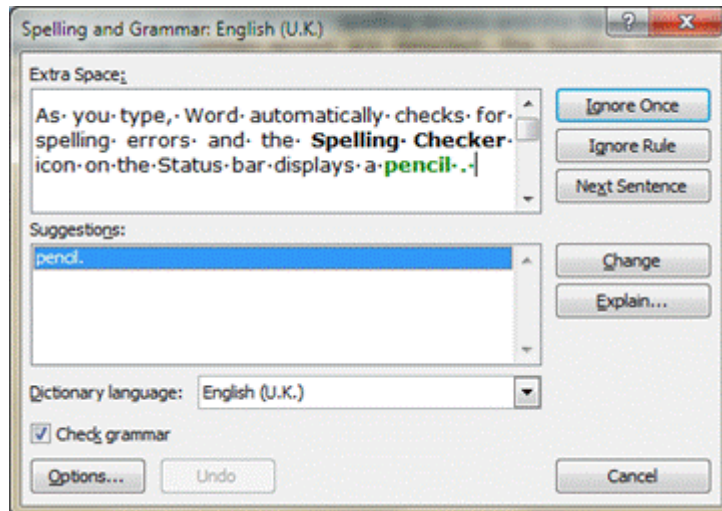 Spelling and Grammar: English (U.K.)
Extra Space:
As· you· type,· Word· automatically· checks· for
spelling· errors· and· the· Spelling· Checker·
icon·on·the·Status·bar·displays·a·pencil·.·
Ignore Once
Ignore Rule
Next Sentence
Suggestions:
pencil.
Change
Explain...
Dictionary language: English (U.K.)
Check grammar
Options... Undo Cancel